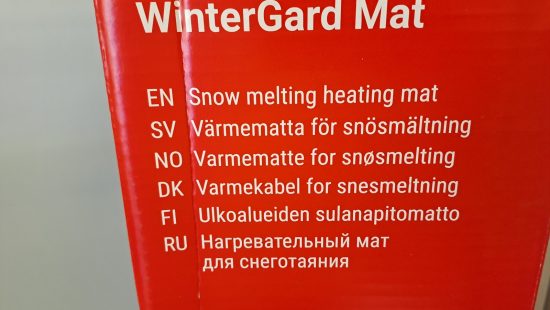 WinterGard Mat
EN Snow melting heating mat
SV Värmematta för snösmältning
NO Varmematte for snøsmelting
DK Varmekabel for snesmeltning
FI Ulkoalueiden sulanapitomatto
RU Нагревательный мат
для снеготаяния